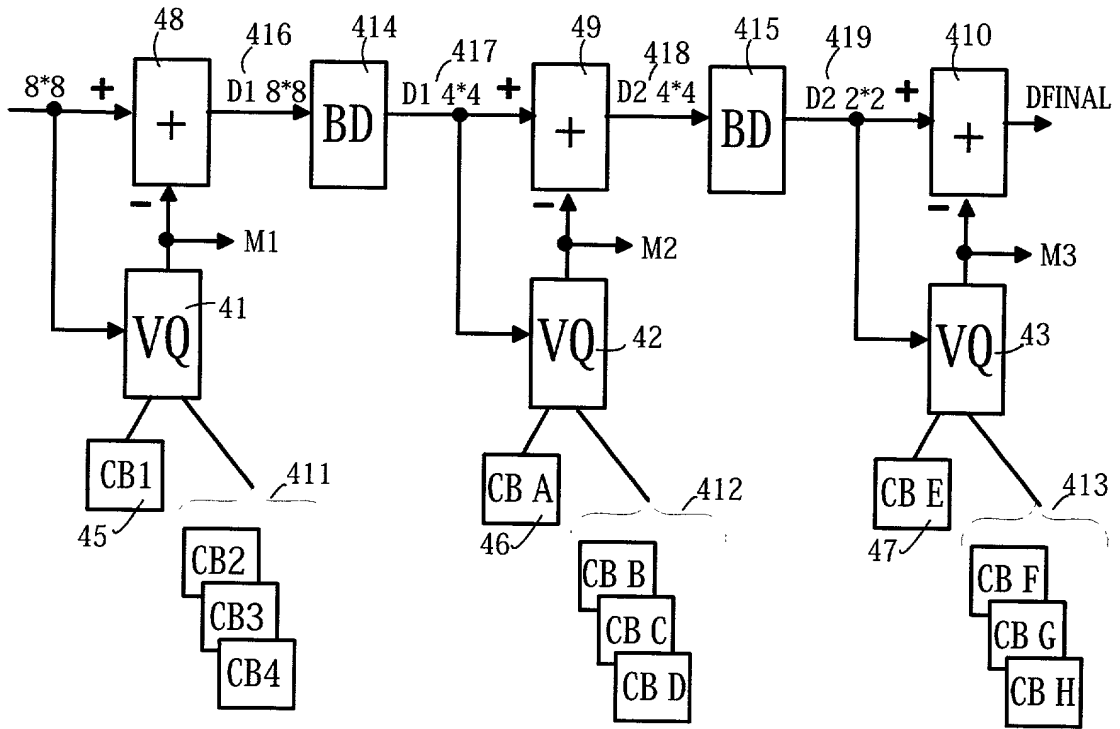 48
416
414
417
49
418
415
419
410
8*8
+
D1 8*8
D1 4*4
+
D2 4*4
D2 2*2
+
DFINAL
+
BD
+
BD
+
-
-
-
M1
M2
M3
41
VQ
42
VQ
43
VQ
CB1
411
45
CB A
412
46
CB E
413
47
CB2
CB3
CB4
CB B
CB C
CB D
CB F
CB G
CB H